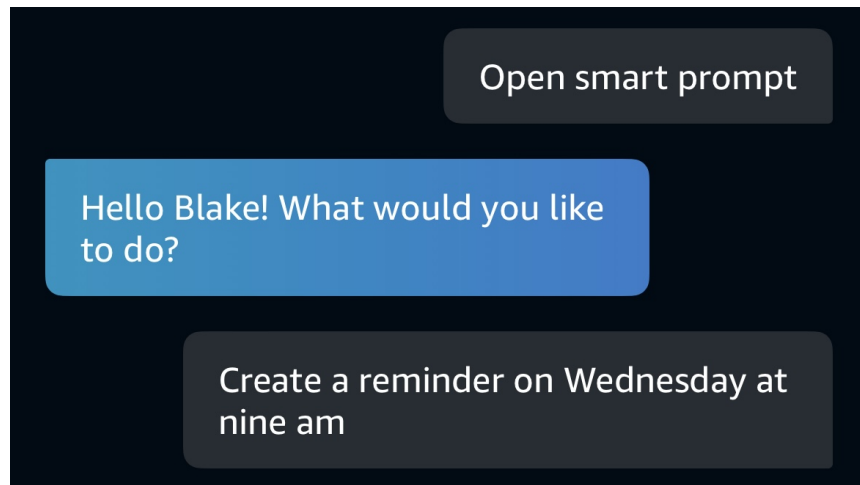 Open smart prompt
Hello Blake! What would you like
to do?
Create a reminder on Wednesday at
nine am